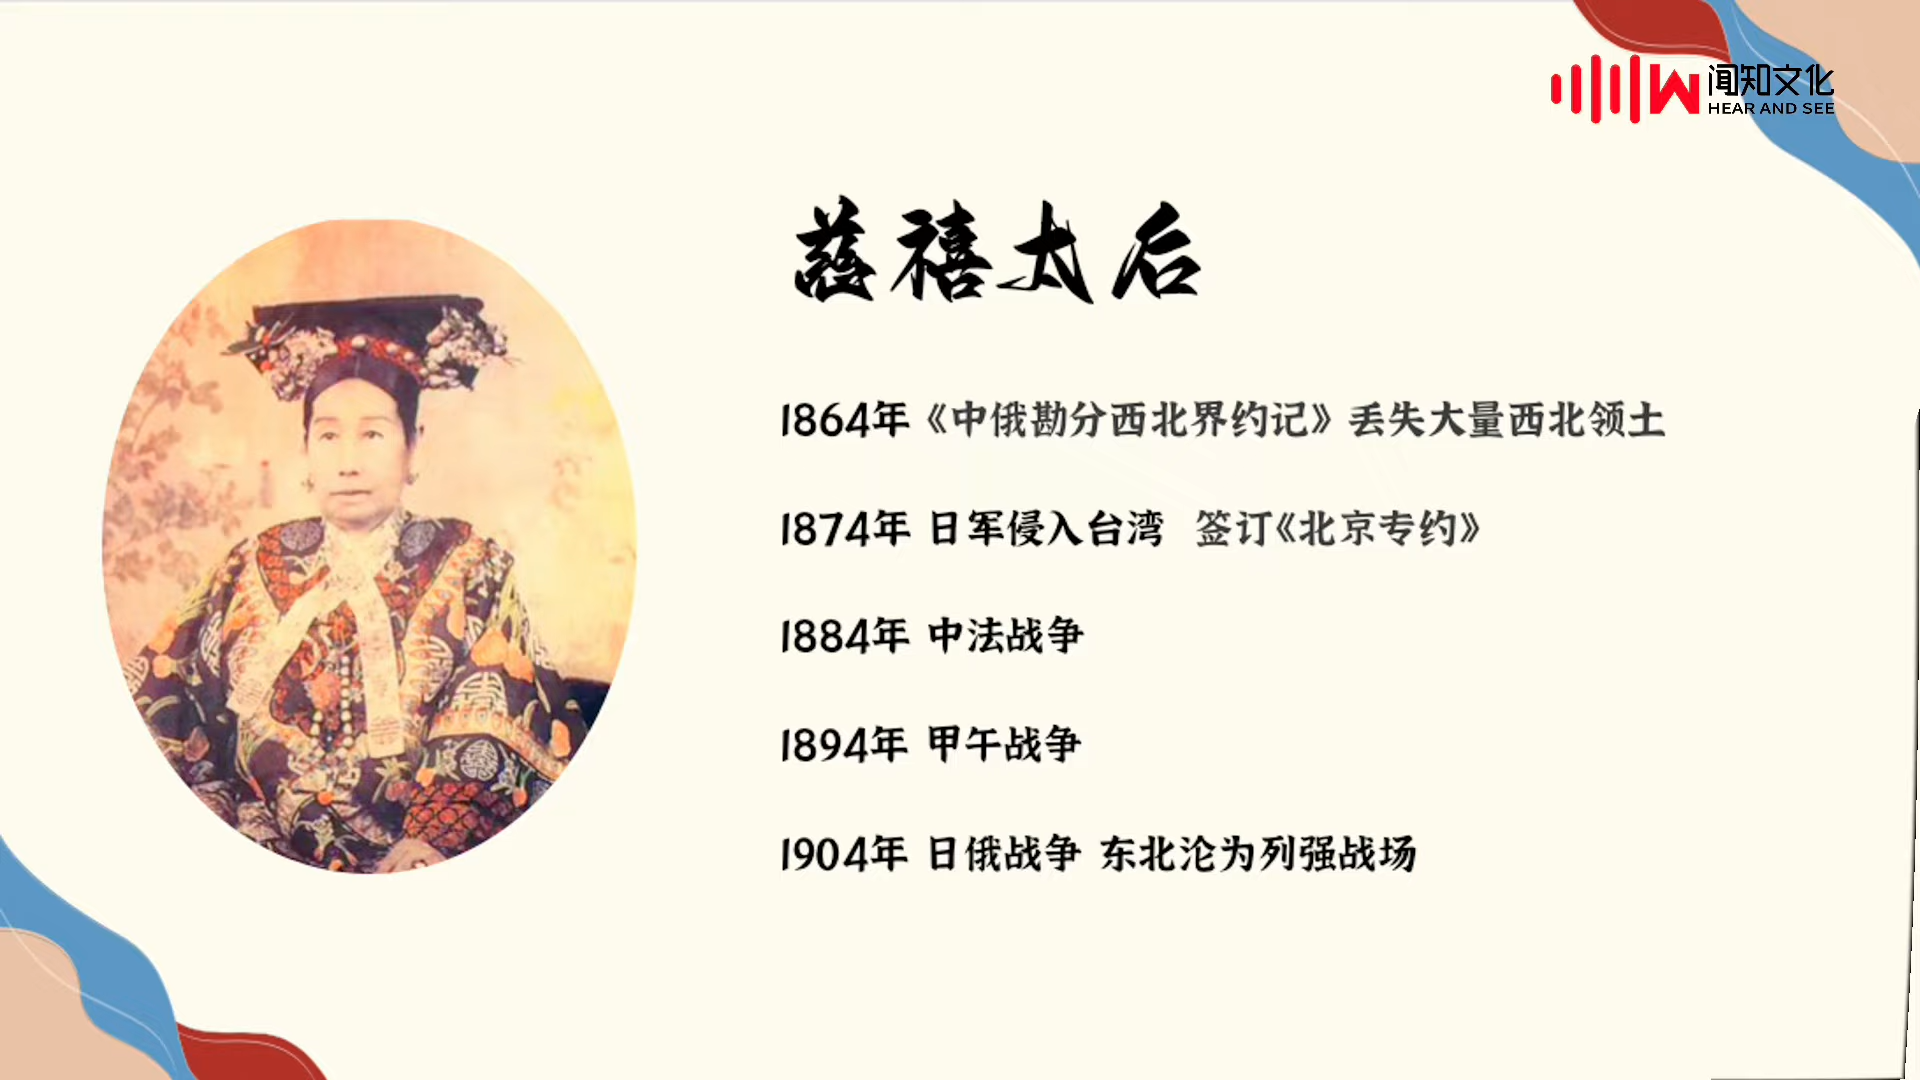 闻知文化
HEAR AND SEE
慈禧太后
1864年《中俄勘分西北界约记》丢失大量西北领土
1874年 日军侵入台湾 签订《北京专约》
1884年 中法战争
1894年 甲午战争
1904年 日俄战争 东北沦为列强战场